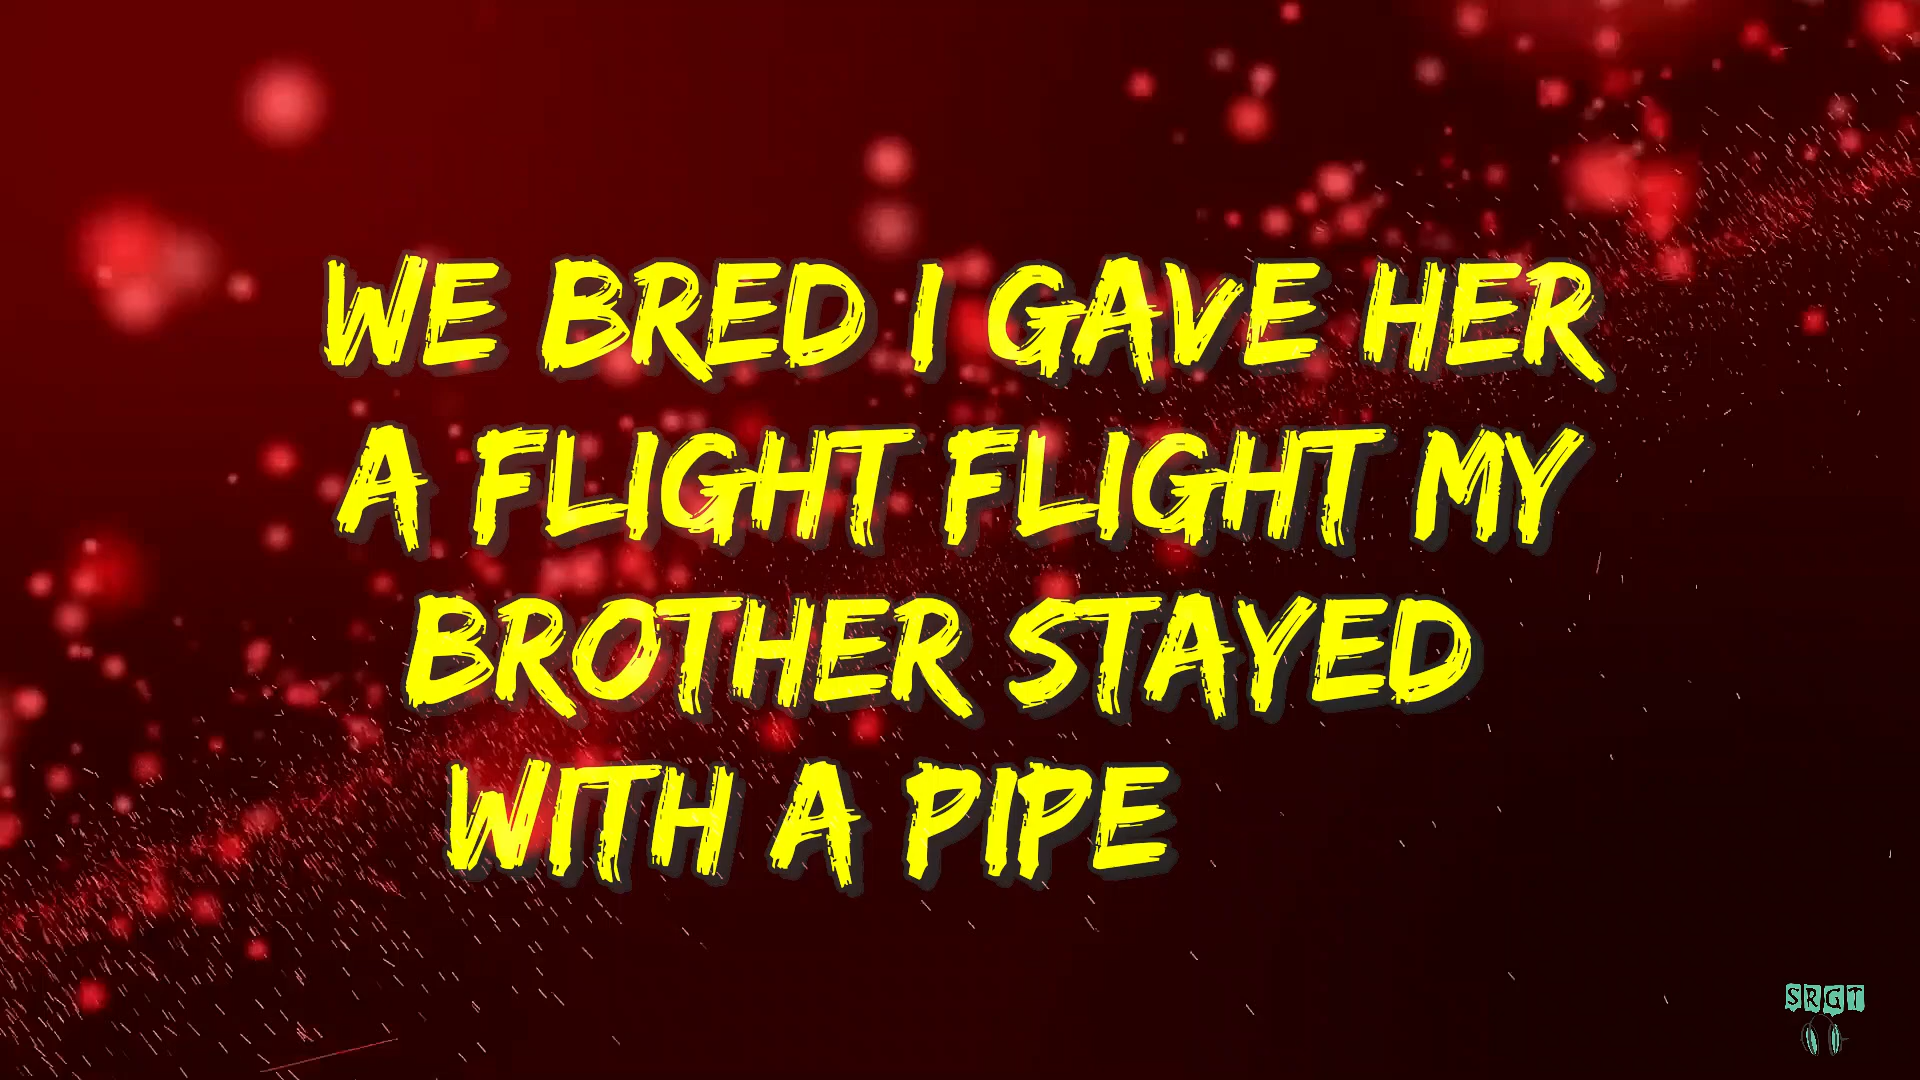 WE BRED I GAVE HER
A FLIGHT FLIGHT MY
BROTHER STAYED
WITH A PIPE
SRGT